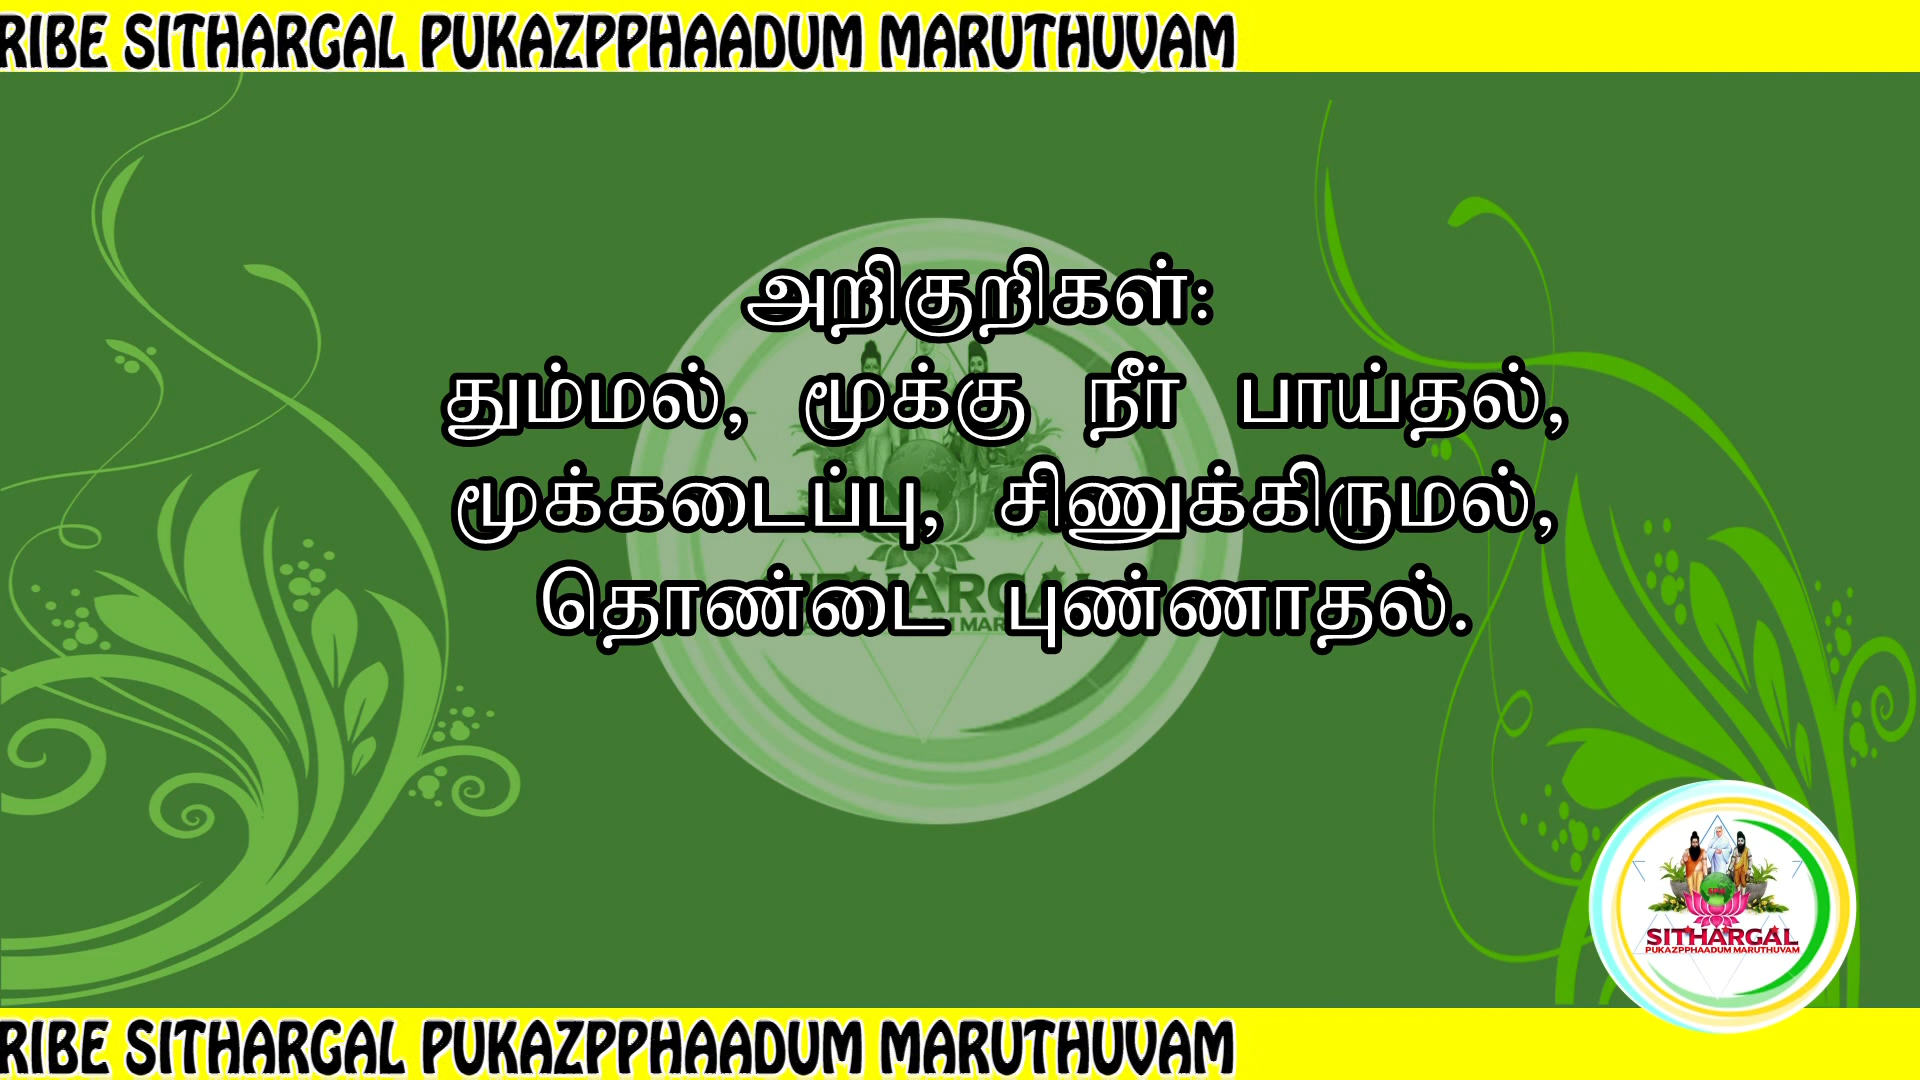 RIBE SITHARGAL PUKAZPPHAADUM MARUTHUVAM
அறிகுறிகள்:
தும்மல், மூக்கு நீர் பாய்தல்,
மூக்கடைப்பு, சிணுக்கிருமல்,
தொண்டை புண்ணாதல்.
SITHARGAL
PUKAZPPHAADUM MARUTHUVAM
RIBE SITHARGAL PUKAZPPHAADUM MARUTHUVAM